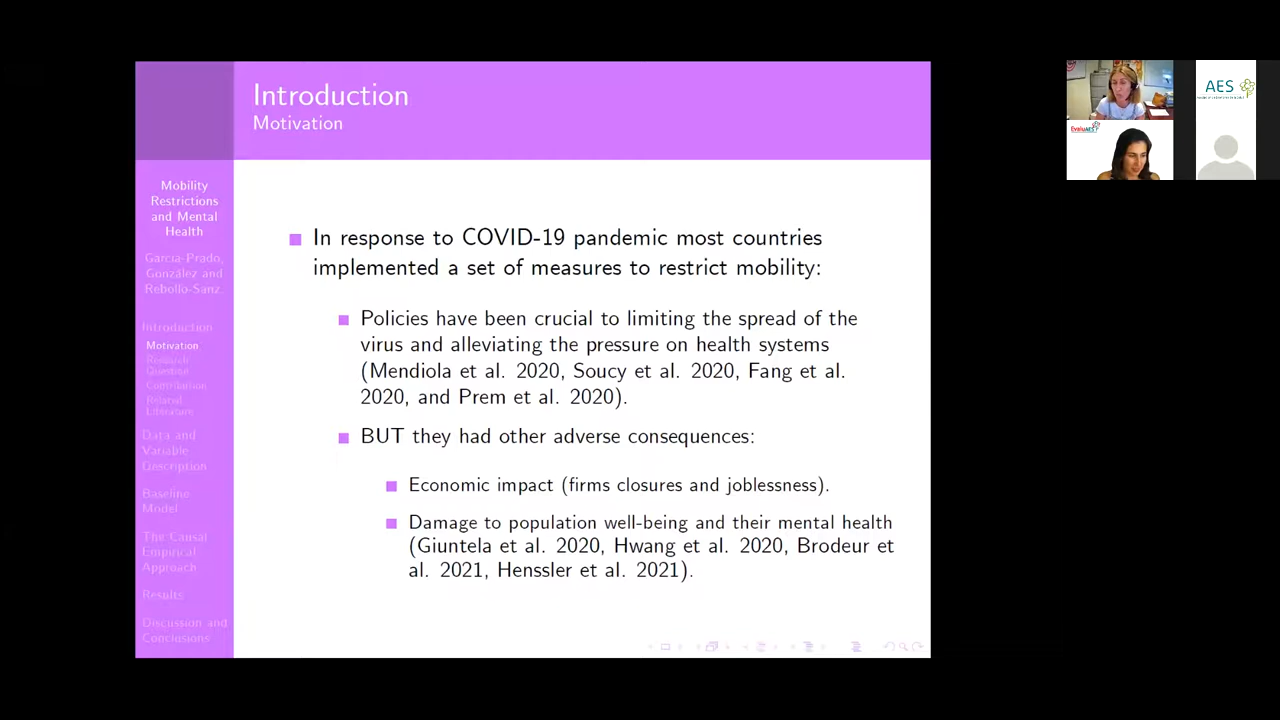 Introduction
Motivation
Mobility
Restrictions
and Mental
Health
García-Prado,
González and
Rebollo-Sanz.
Introduction
Motivation
Research
Question
Contribution
Related
Literature
Data and
Variable
Description
Baseline
Model
The Causal
Empirical
Approach
Results
Discussion and
Conclusions
In response to COVID-19 pandemic most countries
implemented a set of measures to restrict mobility:
Policies have been crucial to limiting the spread of the
virus and alleviating the pressure on health systems
(Mendiola et al. 2020, Soucy et al. 2020, Fang et al.
2020, and Prem et al. 2020).
BUT they had other adverse consequences:
Economic impact (firms closures and joblessness).
Damage to population well-being and their mental health
(Giuntela et al. 2020, Hwang et al. 2020, Brodeur et
al. 2021, Henssler et al. 2021).
AES
EvaluAES